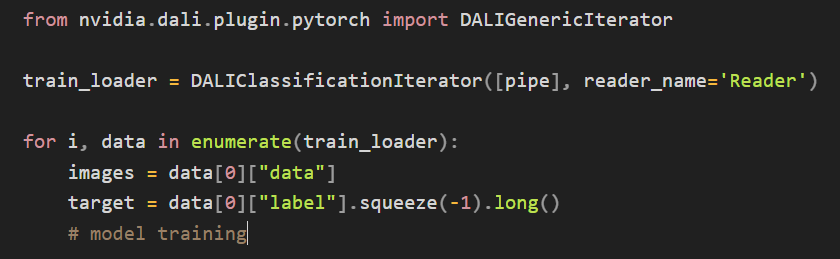 from nvidia.dali.plugin.pytorch import DALIGenericIterator
train_loader = DALIClassificationIterator([pipe], reader_name='Reader')
for i, data in enumerate(train_loader):
    images = data[0]["data"]
    target = data[0]["label"].squeeze(-1).long()
    # model training